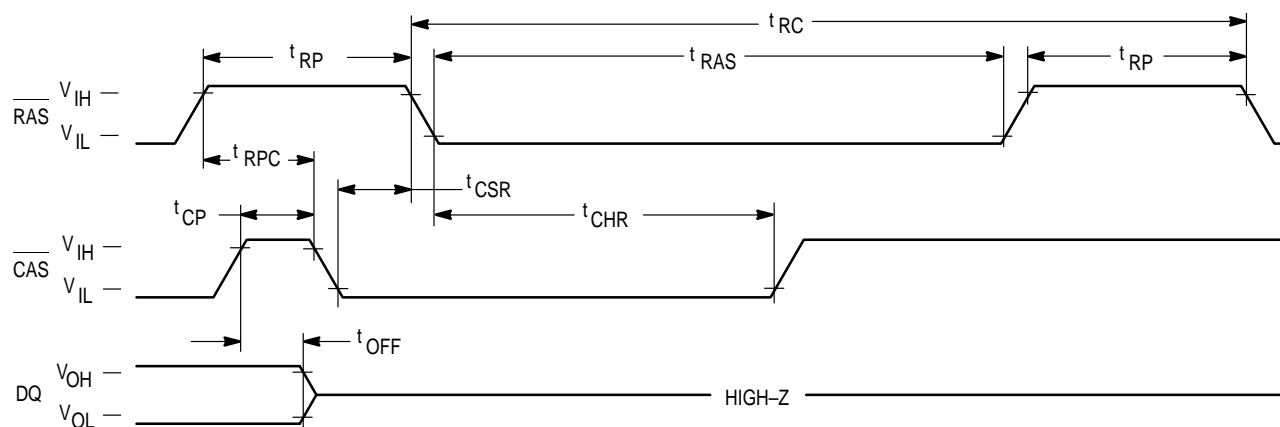 tRC
tRP
tRAS
tRP
RAS
VIH
VIL
tRPC
tCSR
tCP
tCHR
CAS
VIH
VIL
tOFF
DQ
VOH
VOL
HIGH–Z